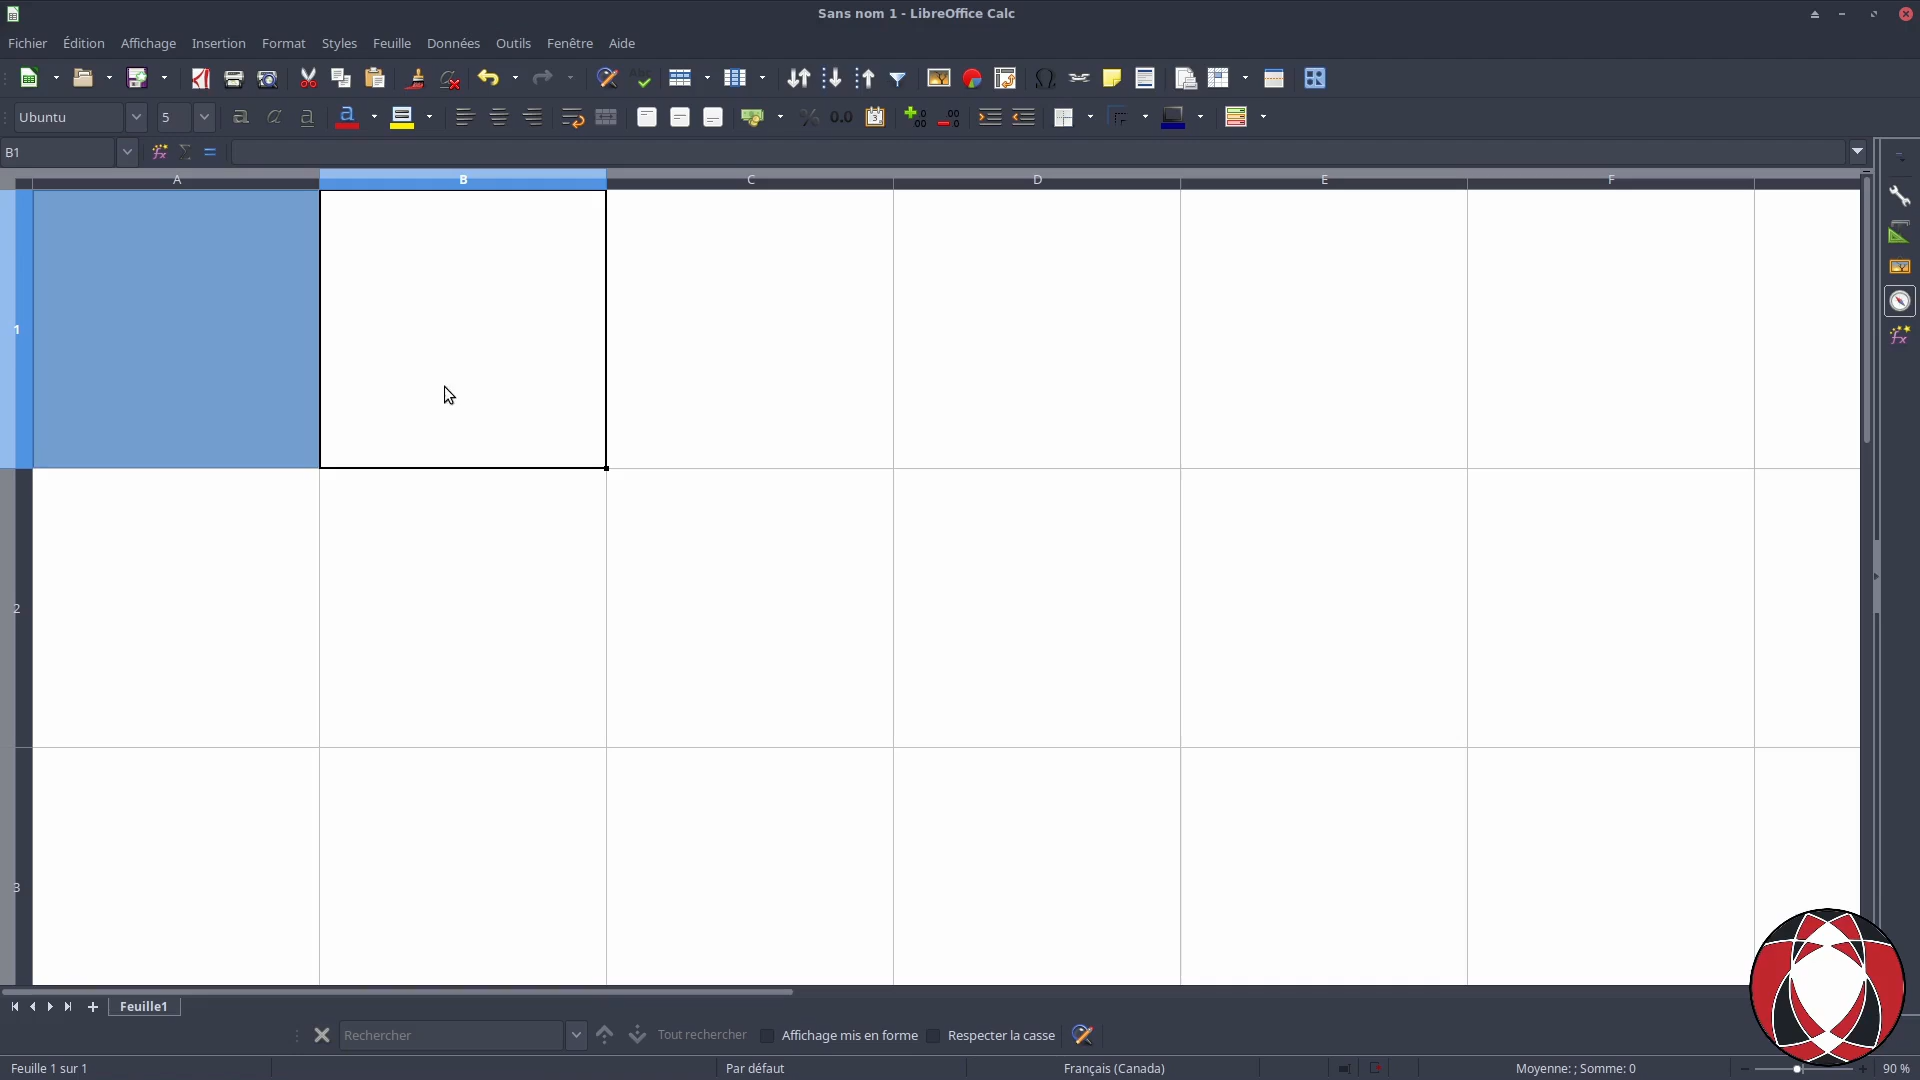 Sans nom 1 - LibreOffice Calc
Fichier Édition Affichage Insertion Format Styles Feuille Données Outils Fenêtre Aide
Ubuntu 5 a a a a 0.0
B1
A B C D E F
1
2
3
Feuille1
Rechercher Tout rechercher Affichage mis en forme Respecter la casse
Feuille 1 sur 1 Par défaut Français (Canada) Moyenne: ; Somme: 0 90 %